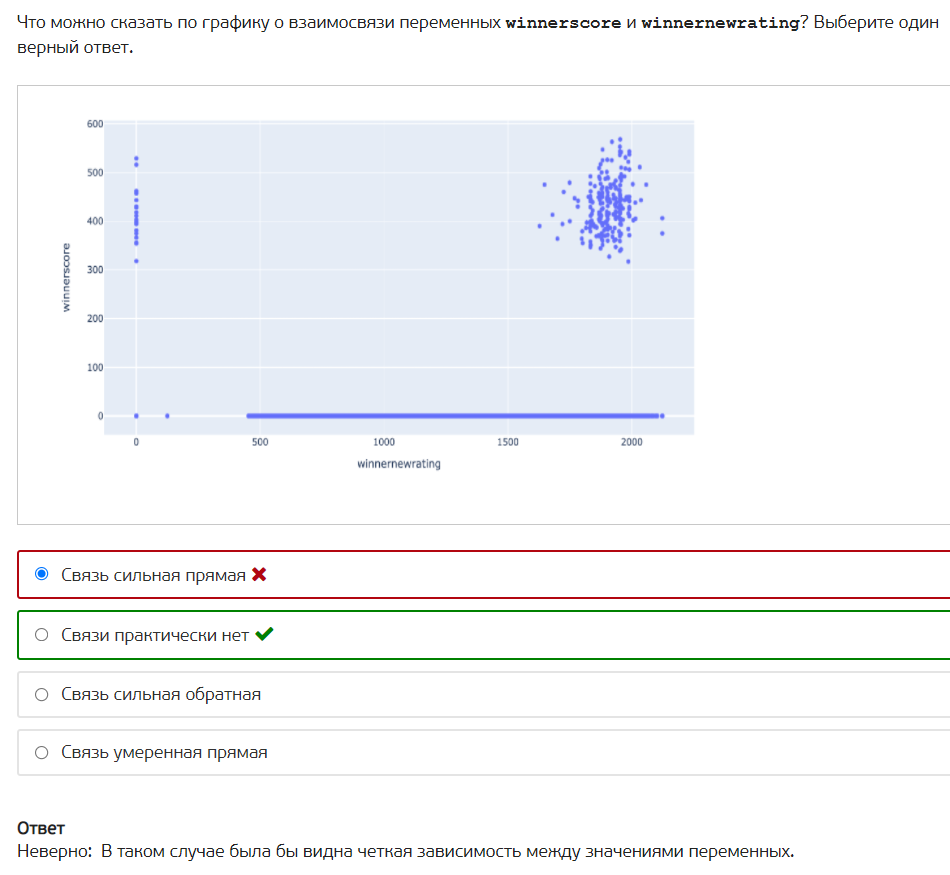 Что можно сказать по графику о взаимосвязи переменных winnerscore и winnernewrating? Выберите один
верный ответ.
600
500
400
300
200
100
0
winnerscore
0 500 1000 1500 2000
winnernewrating
Связь сильная прямая
Связи практически нет
Связь сильная обратная
Связь умеренная прямая
Ответ
Неверно: В таком случае была бы видна четкая зависимость между значениями переменных.